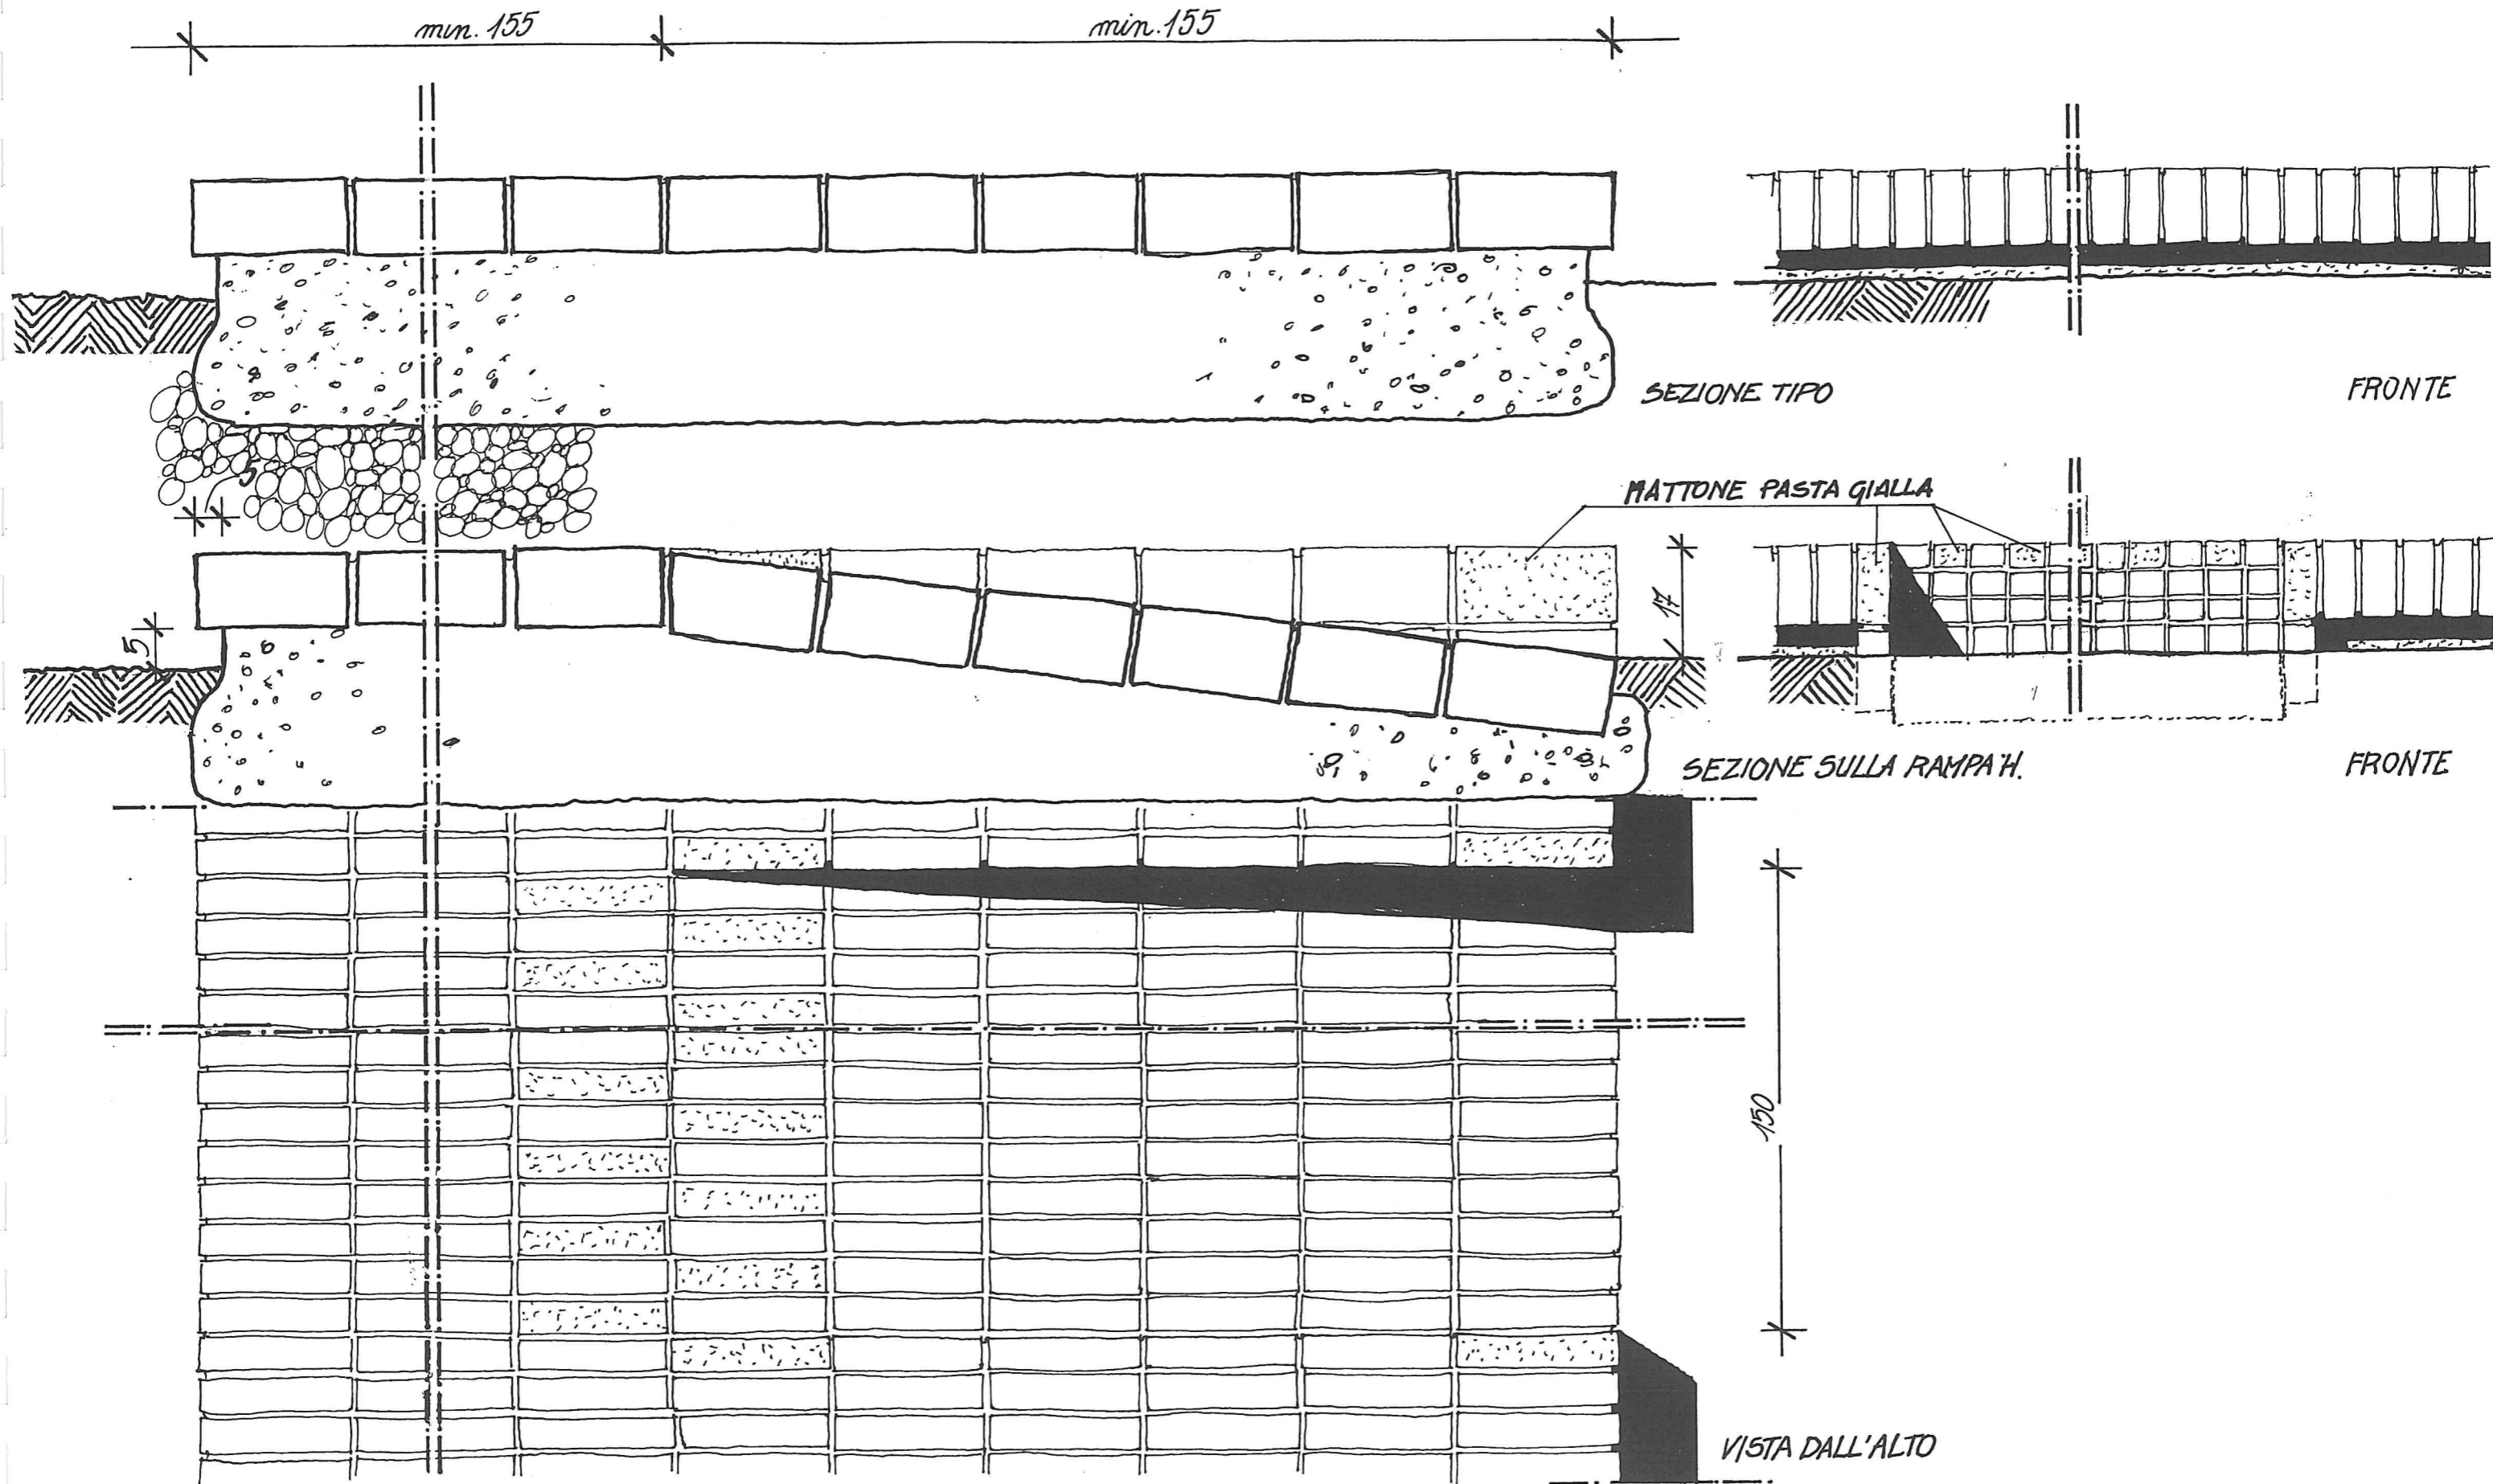 min. 155
min. 155
SEZIONE TIPO
FRONTE
5
MATTONE PASTA GIALLA
17
5
SEZIONE SULLA RAMPA H.
FRONTE
150
VISTA DALL'ALTO